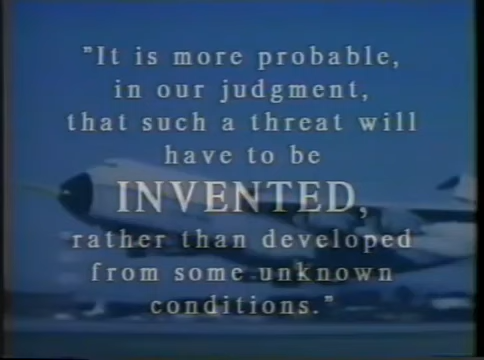 "It is more probable,
in our judgment,
that such a threat will
have to be
INVENTED,
rather than developed
from some unknown
conditions."